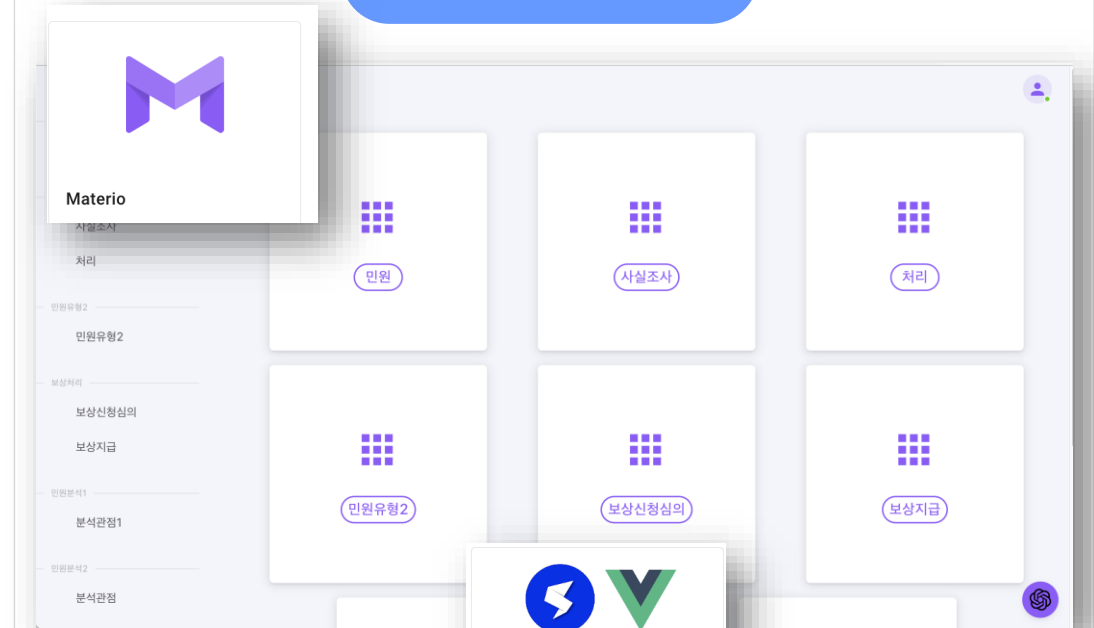 Materio
사실조사
처리
민원유형2
민원유형2
보상처리
보상신청심의
보상지급
민원분석1
분석관점1
민원분석2
분석관점
민원
사실조사
처리
민원유형2
보상신청심의
보상지급